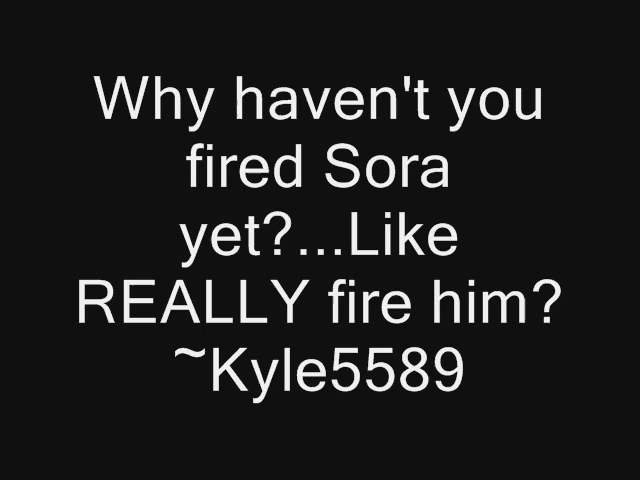 Why haven't you
fired Sora
yet?...Like
REALLY fire him?
~Kyle5589